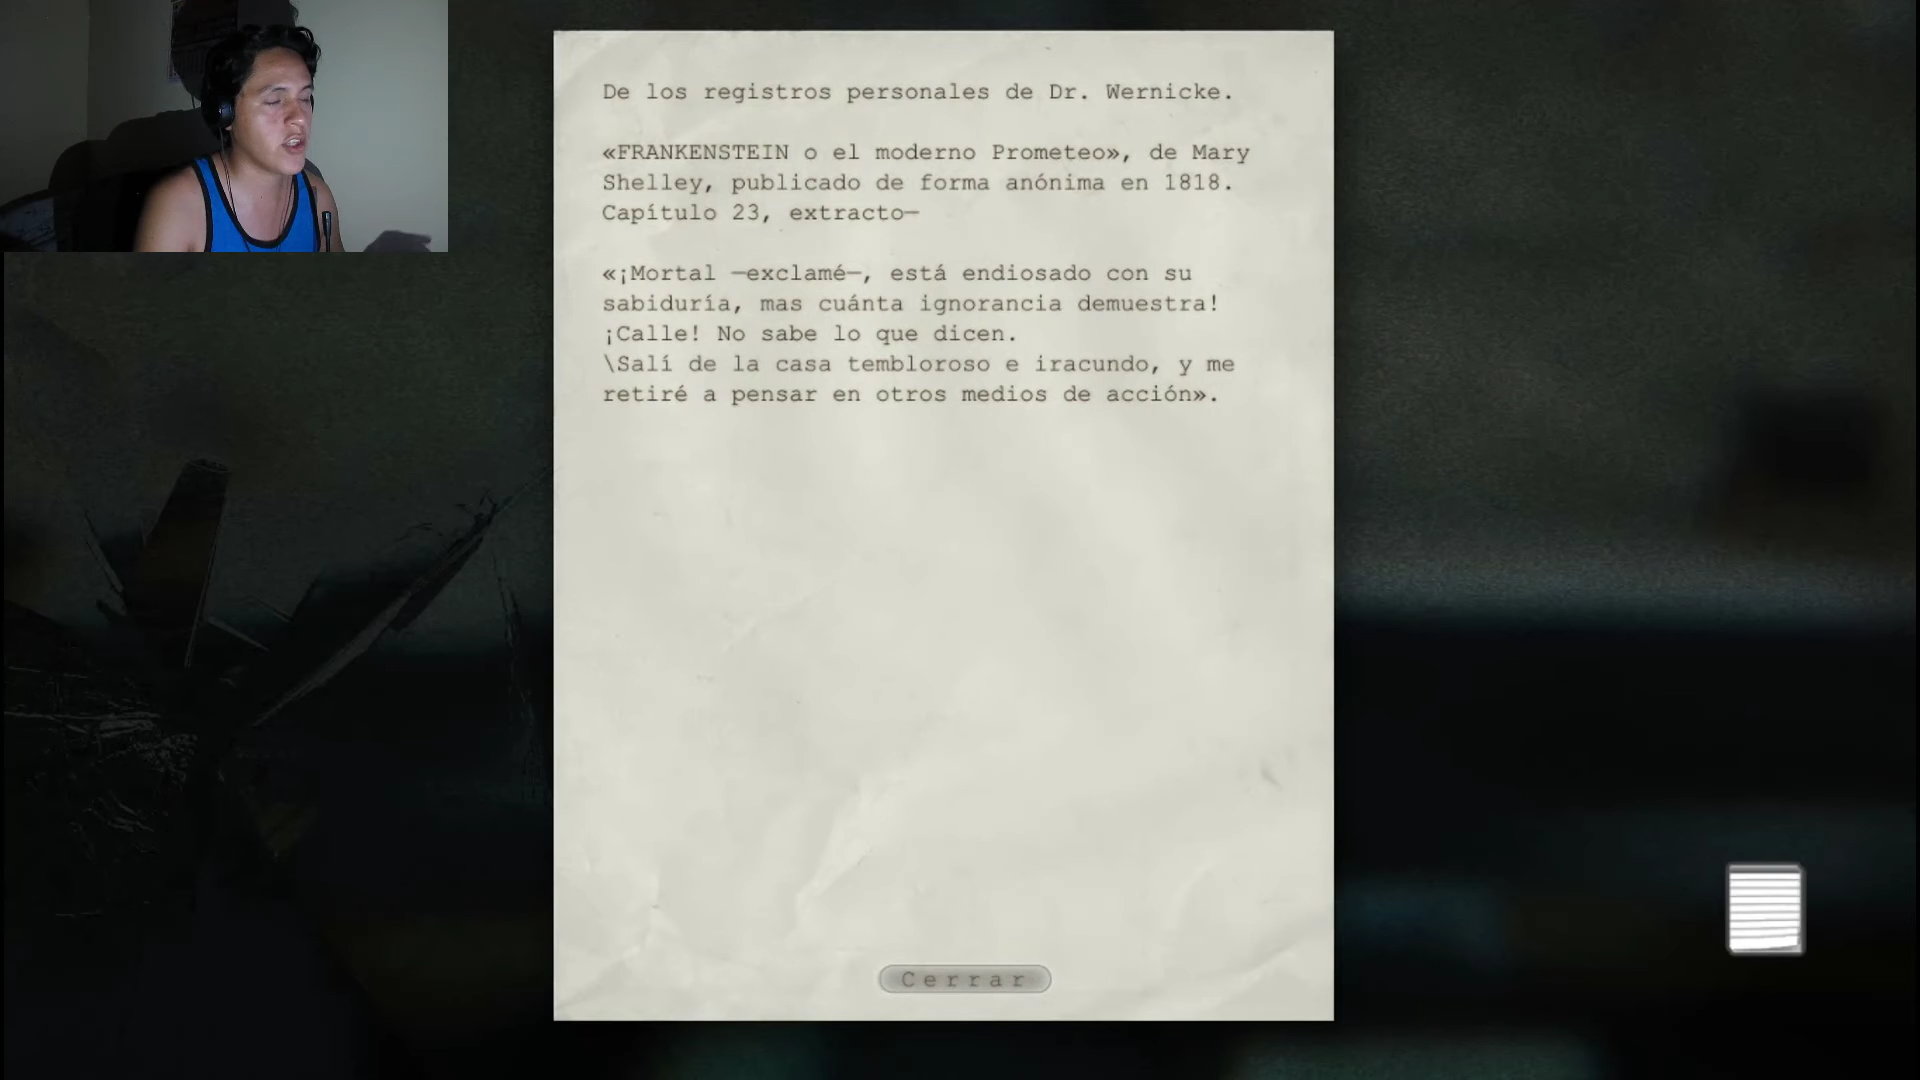 De los registros personales de Dr. Wernicke.
«FRANKENSTEIN o el moderno Prometeo», de Mary
Shelley, publicado de forma anónima en 1818.
Capítulo 23, extracto—
«¡Mortal —exclamé—, está endiosado con su
sabiduría, mas cuánta ignorancia demuestra!
¡Calle! No sabe lo que dicen.
\Salí de la casa tembloroso e iracundo, y me
retiré a pensar en otros medios de acción».
Cerrar